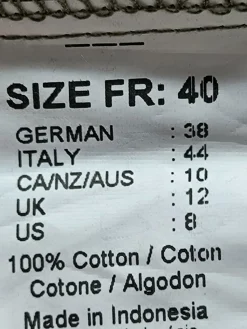 SIZE FR: 40
GERMAN : 38
ITALY : 44
CA/NZ/AUS : 10
UK : 12
US : 8
100% Cotton / Coton
Cotone / Algodon
Made in Indonesia